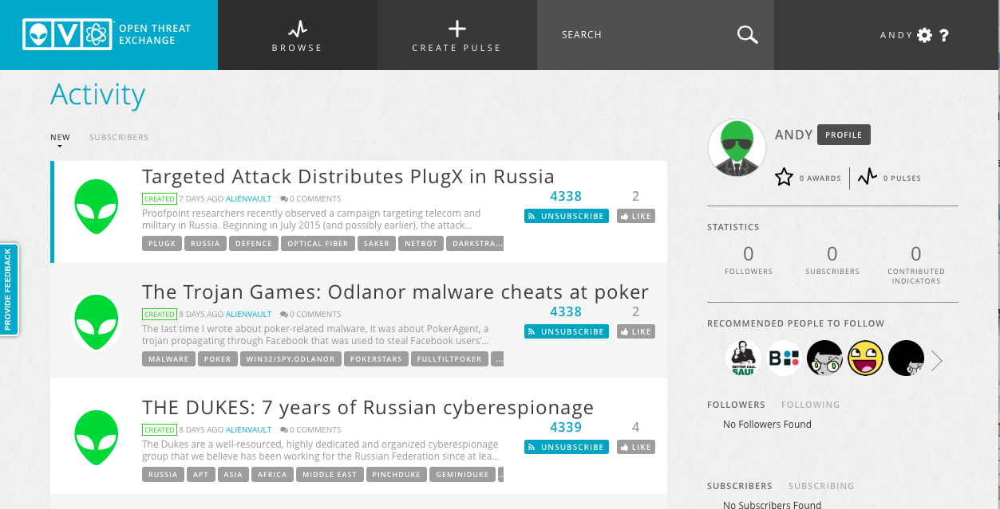 OPEN THREAT
EXCHANGE
BROWSE
CREATE PULSE
SEARCH
ANDY ?
Activity
NEW SUBSCRIBERS
Targeted Attack Distributes PlugX in Russia
CREATED 7 DAYS AGO ALIENVAULT 0 COMMENTS
Proofpoint researchers recently observed a campaign targeting telecom and
military in Russia. Beginning in July 2015 (and possibly earlier), the attack...
PLUGX RUSSIA DEFENCE OPTICAL FIBER SAKER NETBOT DARKSTRA...
4338 2
UNSUBSCRIBE LIKE
The Trojan Games: Odlanor malware cheats at poker
CREATED 8 DAYS AGO ALIENVAULT 0 COMMENTS
The last time I wrote about poker-related malware, it was about PokerAgent, a
trojan propagating through Facebook that was used to steal Facebook users'...
MALWARE POKER WIN32/SPY.ODLANOR POKERSTARS FULLTILTPOKER ...
4338 2
UNSUBSCRIBE LIKE
THE DUKES: 7 years of Russian cyberespionage
CREATED 8 DAYS AGO ALIENVAULT 0 COMMENTS
The Dukes are a well-resourced, highly dedicated and organized cyberespionage
group that we believe has been working for the Russian Federation since at lea...
RUSSIA APT ASIA AFRICA MIDDLE EAST PINCHDUKE GEMINIDUKE ..
4339 4
UNSUBSCRIBE LIKE
PROVIDE FEEDBACK
ANDY PROFILE
0 AWARDS 0 PULSES
STATISTICS
0 0 0
FOLLOWERS SUBSCRIBERS CONTRIBUTED
INDICATORS
RECOMMENDED PEOPLE TO FOLLOW
BETTER CALL
SAUL
B
FOLLOWERS FOLLOWING
No Followers Found
SUBSCRIBERS SUBSCRIBING
No Subscribers Found